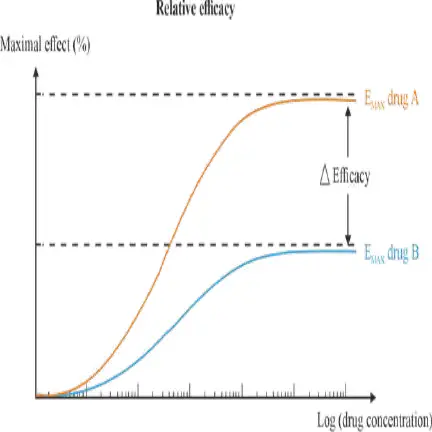 Relative efficacy
Maximal effect (%)
EMAX drug A
△ Efficacy
EMAX drug B
Log (drug concentration)